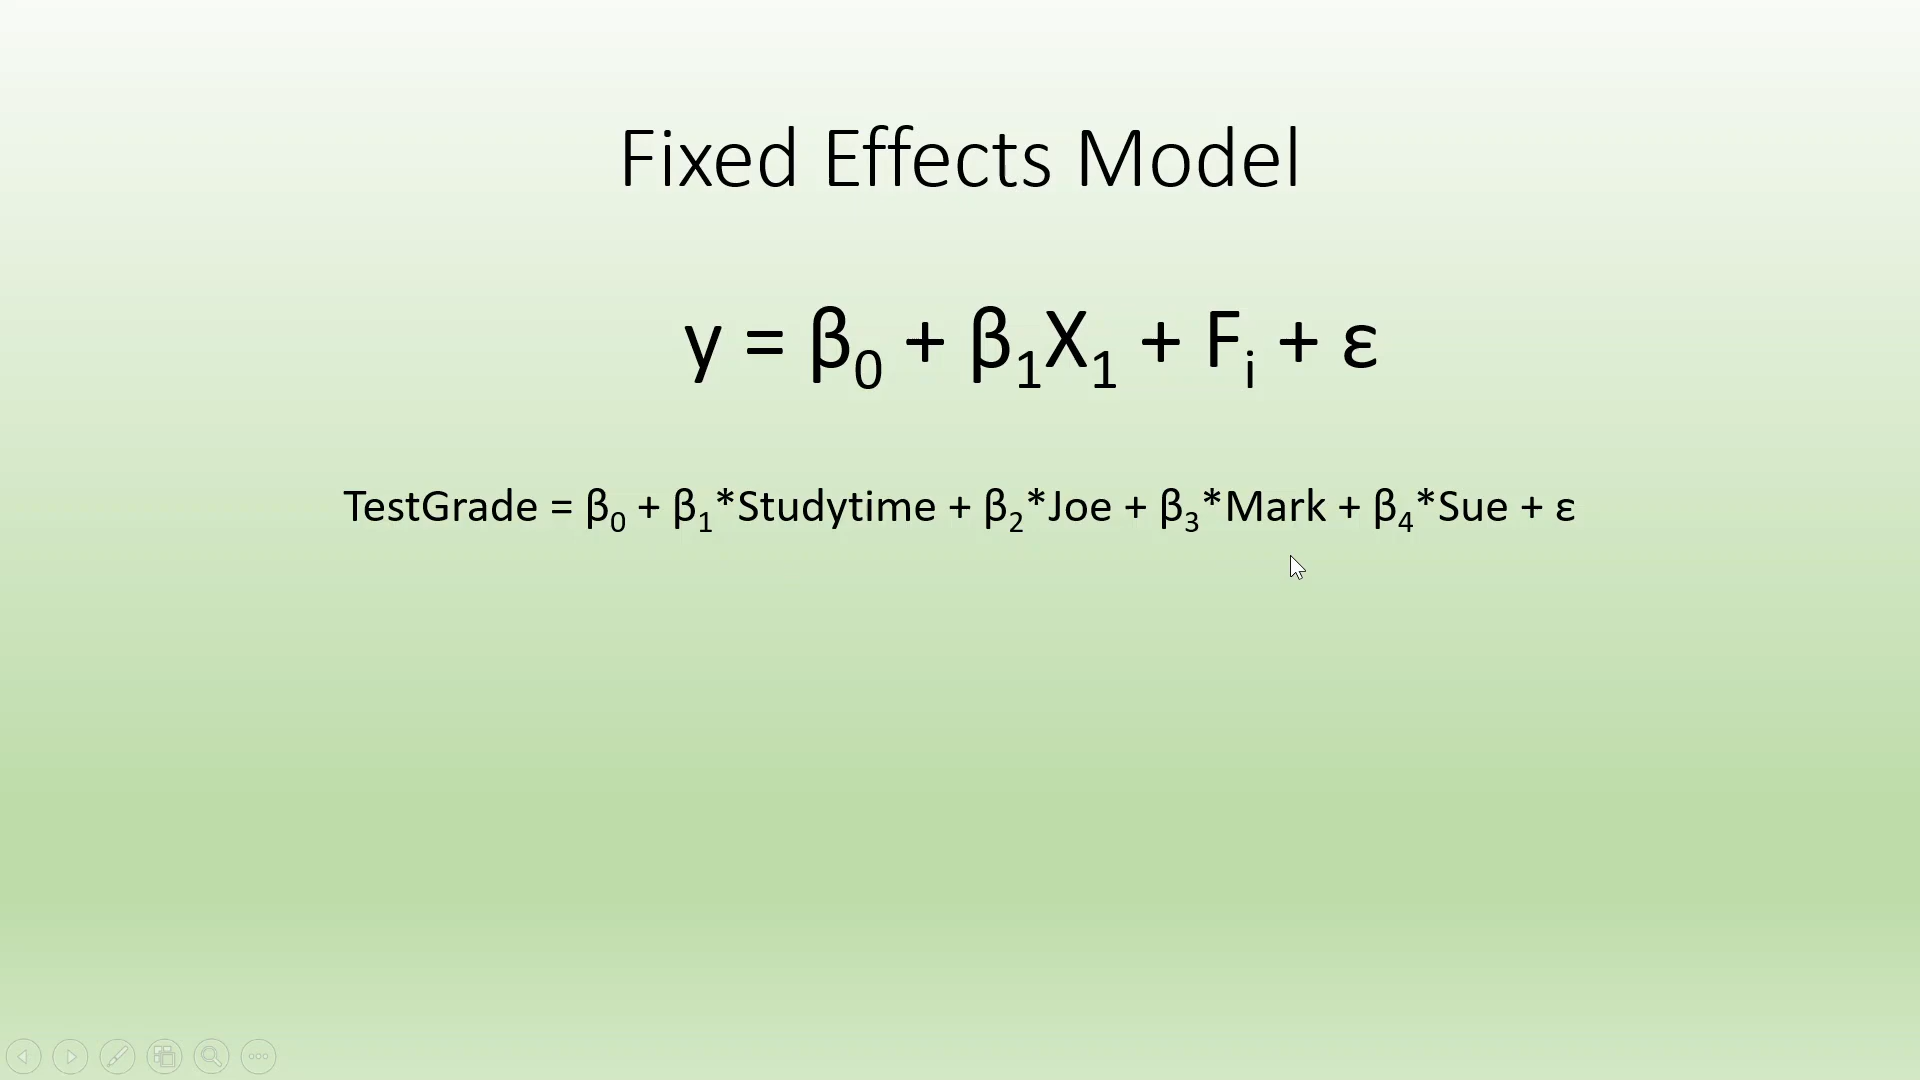 Fixed Effects Model
y = β₀ + β₁X₁ + Fᵢ + ε
TestGrade = β₀ + β₁*Studytime + β₂*Joe + β₃*Mark + β₄*Sue + ε